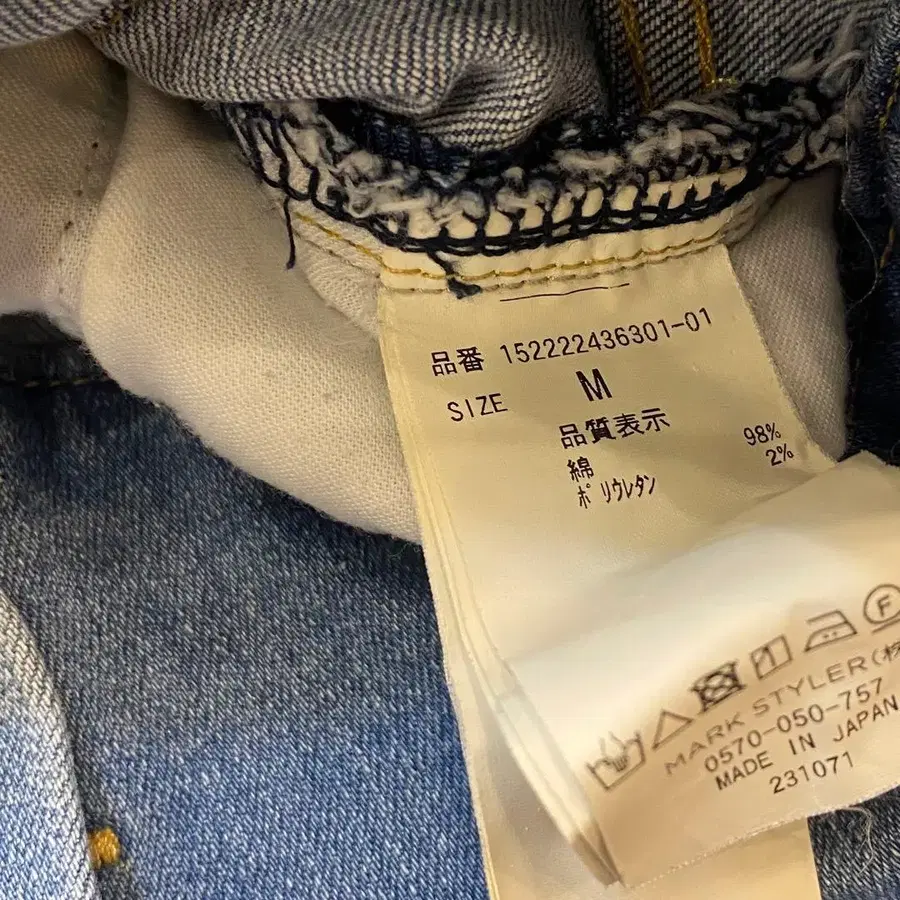 品番 152222436301-01
SIZE M
品質表示
綿 98%
ポリウレタン 2%
F
MARK STYLER(株
0570-050-757
MADE IN JAPAN
231071